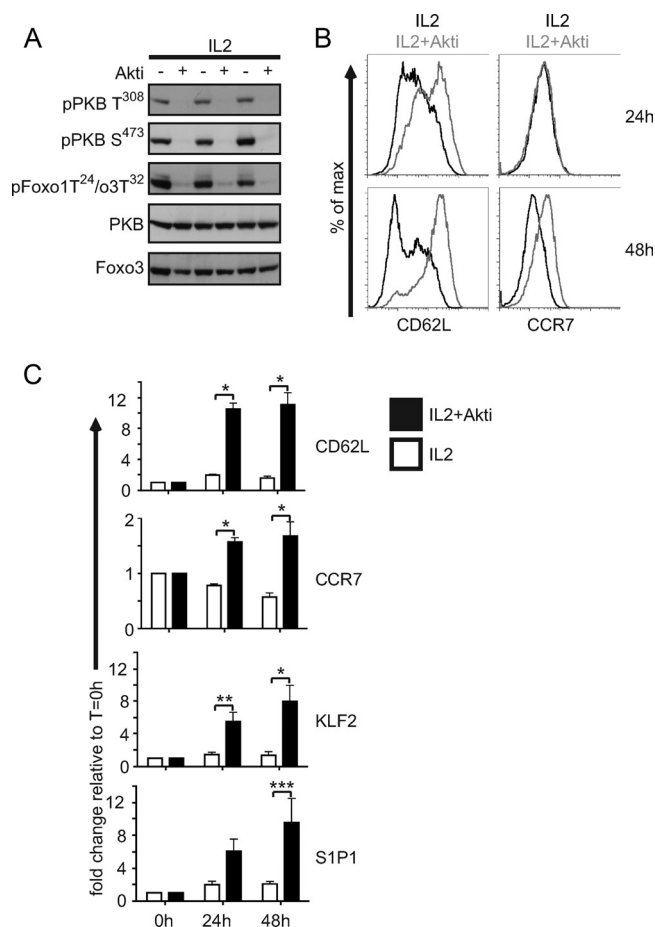 A
IL2
Akti - + - + - +
pPKB T308
pPKB S473
pFoxo1T24/o3T32
PKB
Foxo3
B
IL2 IL2
IL2+Akti IL2+Akti
24h
48h
% of max
CD62L CCR7
C
12
8
4
0
* *
CD62L
IL2+Akti
IL2
2
1
0
* *
CCR7
12
8
4
0
** *
KLF2
12
8
4
0
***
S1P1
fold change relative to T=0h
0h 24h 48h